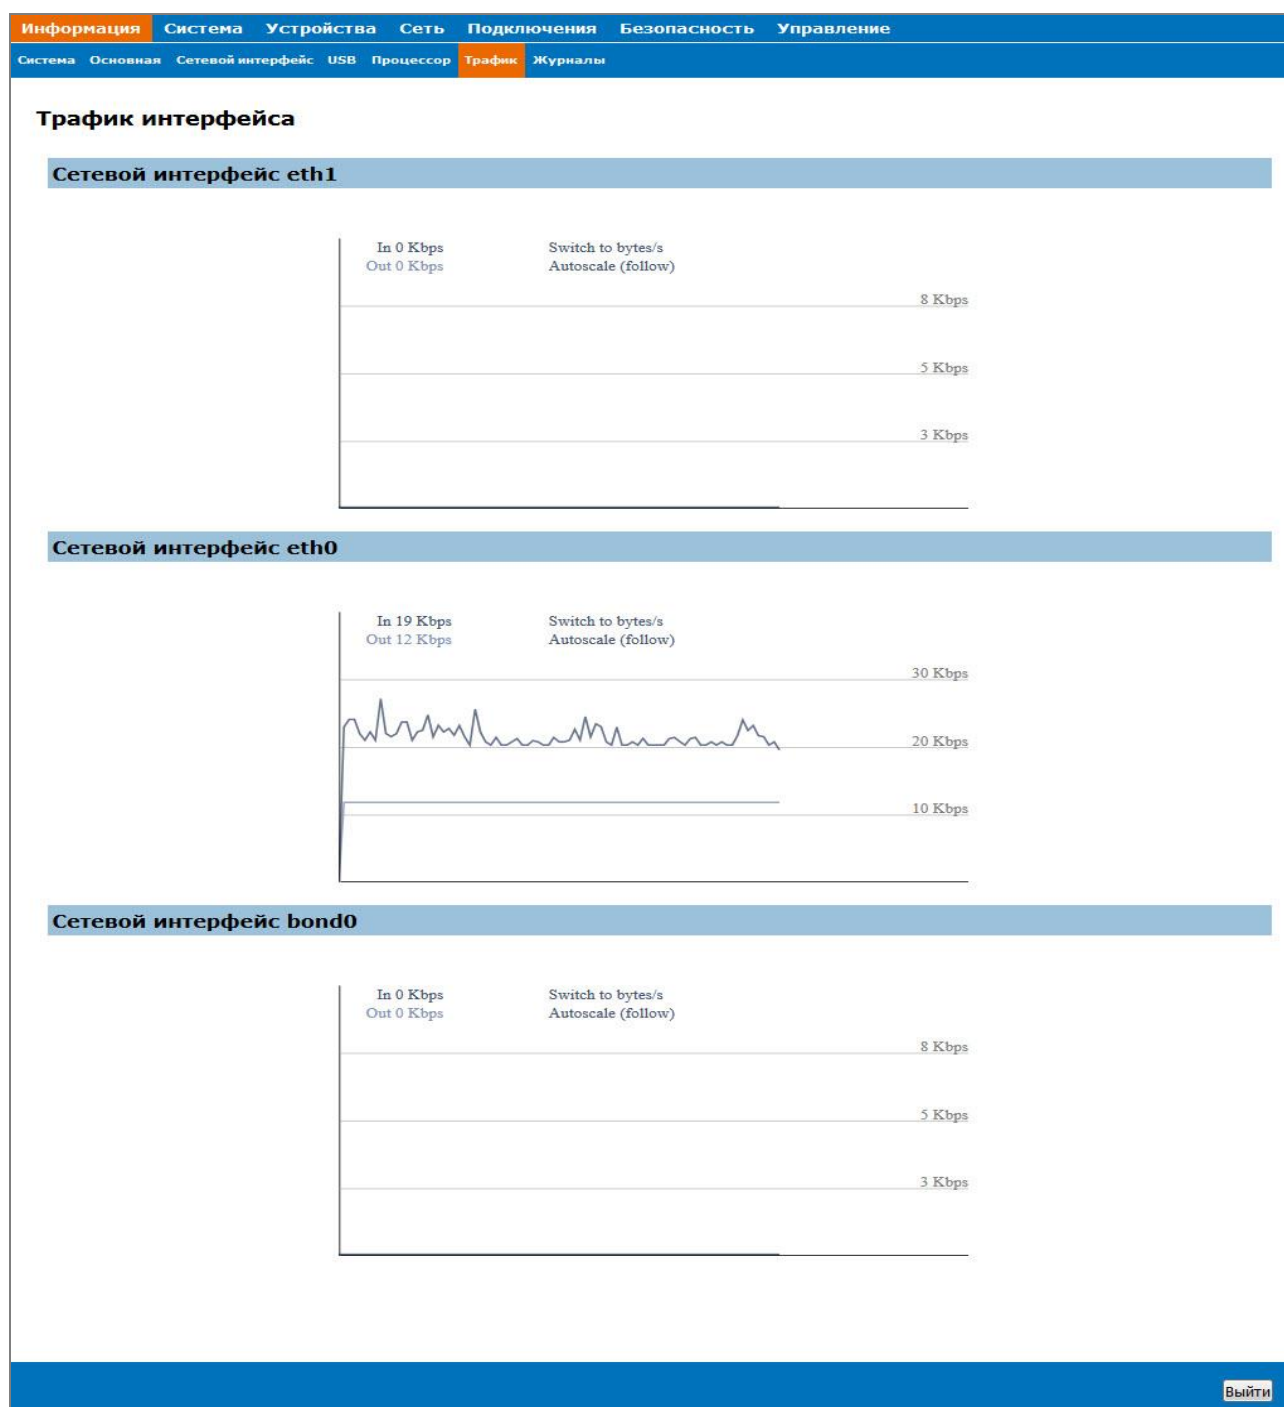 Информация Система Устройства Сеть Подключения Безопасность Управление
Система Основная Сетевой интерфейс USB Процессор Трафик Журналы
Трафик интерфейса
Сетевой интерфейс eth1
In 0 Kbps Switch to bytes/s
Out 0 Kbps Autoscale (follow)
8 Kbps
5 Kbps
3 Kbps
Сетевой интерфейс eth0
In 19 Kbps Switch to bytes/s
Out 12 Kbps Autoscale (follow)
30 Kbps
20 Kbps
10 Kbps
Сетевой интерфейс bond0
In 0 Kbps Switch to bytes/s
Out 0 Kbps Autoscale (follow)
8 Kbps
5 Kbps
3 Kbps
Выйти